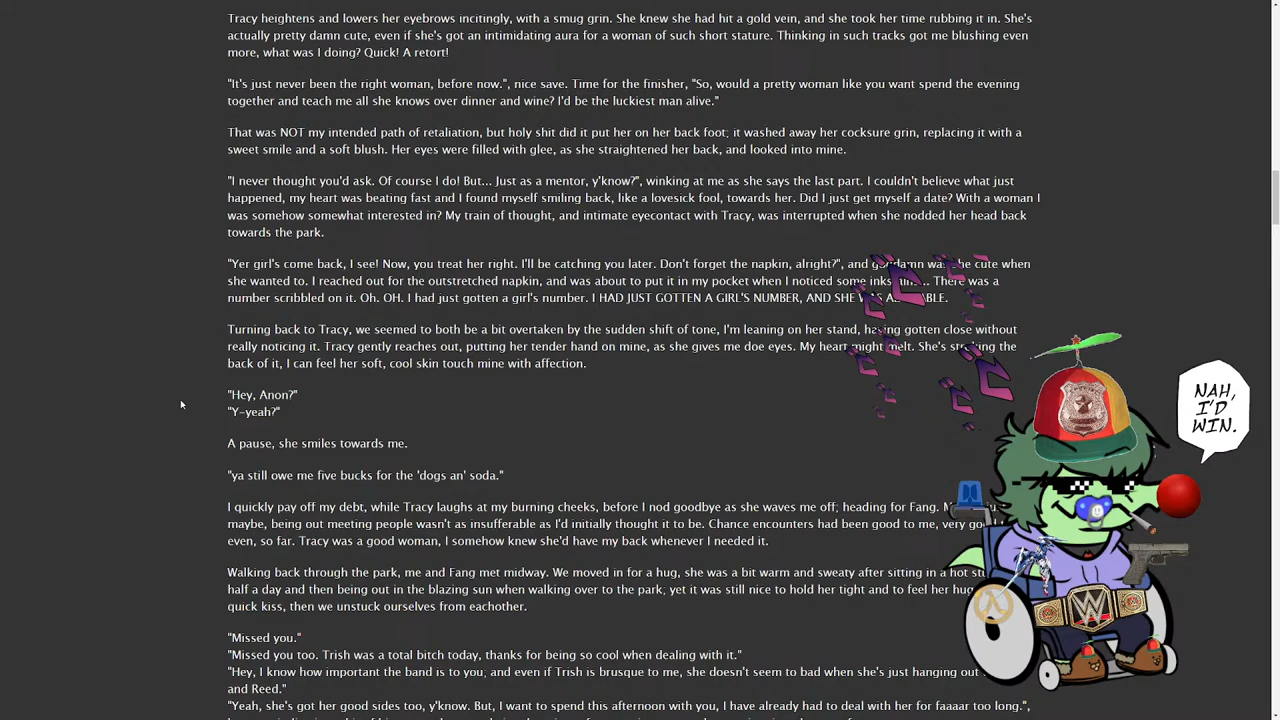 Tracy heightens and lowers her eyebrows incitingly, with a smug grin. She knew she had hit a gold vein, and she took her time rubbing it in. She's
actually pretty damn cute, even if she's got an intimidating aura for a woman of such short stature. Thinking in such tracks got me blushing even
more, what was I doing? Quick! A retort!
"It's just never been the right woman, before now.", nice save. Time for the finisher, "So, would a pretty woman like you want spend the evening
together and teach me all she knows over dinner and wine? I'd be the luckiest man alive."
That was NOT my intended path of retaliation, but holy shit did it put her on her back foot; it washed away her cocksure grin, replacing it with a
sweet smile and a soft blush. Her eyes were filled with glee, as she straightened her back, and looked into mine.
"I never thought you'd ask. Of course I do! But... Just as a mentor, y'know?", winking at me as she says the last part. I couldn't believe what just
happened, my heart was beating fast and I found myself smiling back, like a lovesick fool, towards her. Did I just get myself a date? With a woman I
was somehow somewhat interested in? My train of thought, and intimate eyecontact with Tracy, was interrupted when she nodded her head back
towards the park.
"Yer girl's come back, I see! Now, you treat her right. I'll be catching you later. Don't forget the napkin, alright?", and was cute when
she wanted to. I reached out for the outstretched napkin, and was about to put it in my pocket when I noticed some There was a
number scribbled on it. Oh. OH. I had just gotten a girl's number. I HAD JUST GOTTEN A GIRL'S NUMBER, AND SHE
Turning back to Tracy, we seemed to both be a bit overtaken by the sudden shift of tone, I'm leaning on her stand, having gotten close without
really noticing it. Tracy gently reaches out, putting her tender hand on mine, as she gives me doe eyes. My heart might melt. She's the
back of it, I can feel her soft, cool skin touch mine with affection.
"Hey, Anon?"
"Y-yeah?"
A pause, she smiles towards me.
"ya still owe me five bucks for the 'dogs an' soda."
I quickly pay off my debt, while Tracy laughs at my burning cheeks, before I nod goodbye as she waves me off; heading for Fang.
maybe, being out meeting people wasn't as insufferable as I'd initially thought it to be. Chance encounters had been good to me, very
even, so far. Tracy was a good woman, I somehow knew she'd have my back whenever I needed it.
Walking back through the park, me and Fang met midway. We moved in for a hug, she was a bit warm and sweaty after sitting in a hot
half a day and then being out in the blazing sun when walking over to the park; yet it was still nice to hold her tight and to feel her hug
quick kiss, then we unstuck ourselves from eachother.
"Missed you."
"Missed you too. Trish was a total bitch today, thanks for being so cool when dealing with it."
"Hey, I know how important the band is to you, and even if Trish is brusque to me, she doesn't seem to bad when she's just hanging out
and Reed."
"Yeah, she's got her good sides too, y'know. But, I want to spend this afternoon with you, I have already had to deal with her for faaaar too long.",
NAH,
I'D
WIN.